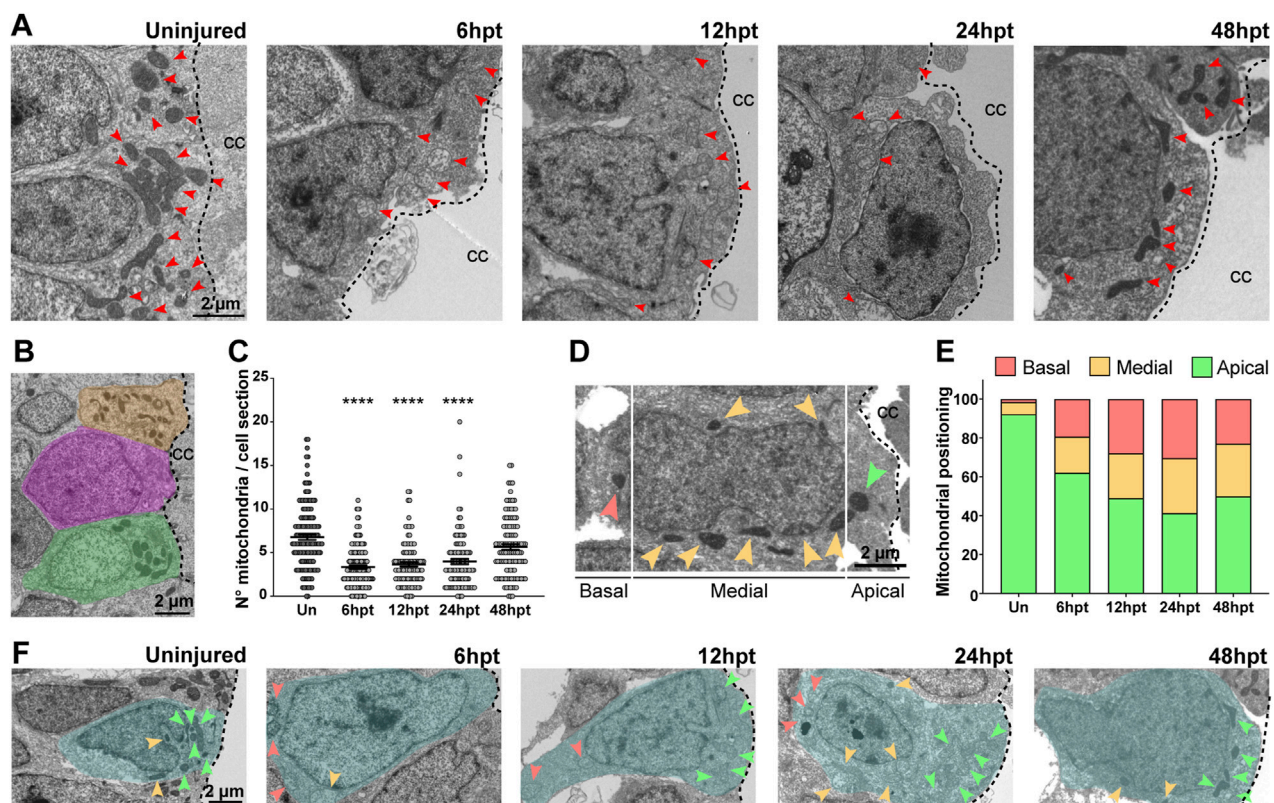 A
Uninjured
6hpt
12hpt
24hpt
48hpt
CC
CC
CC
CC
CC
2 µm
B
CC
2 µm
C
N° mitochondria / cell section
25
20
15
10
5
0
**** **** ****
Un 6hpt 12hpt 24hpt 48hpt
D
CC
2 µm
Basal Medial Apical
E
Basal Medial Apical
Mitochondrial positioning
100
80
60
40
20
0
Un 6hpt 12hpt 24hpt 48hpt
F
Uninjured
6hpt
12hpt
24hpt
48hpt
2 µm